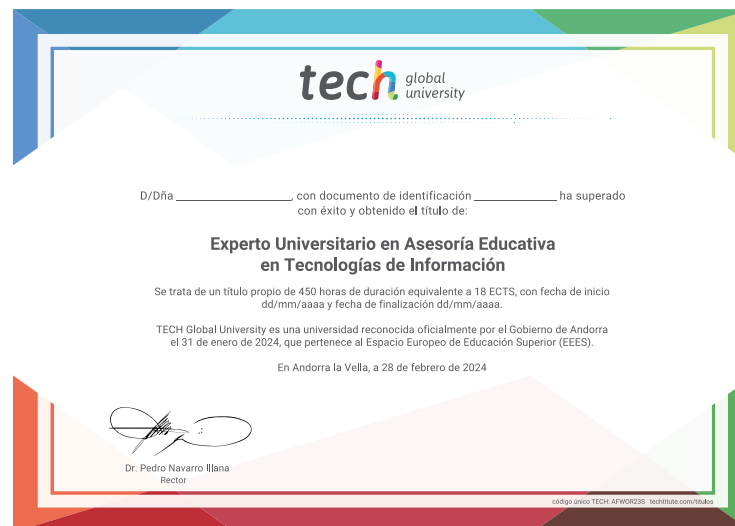 tech global university
D/Dña ____________________, con documento de identificación ______________ ha superado
con éxito y obtenido el título de:
Experto Universitario en Asesoría Educativa
en Tecnologías de Información
Se trata de un título propio de 450 horas de duración equivalente a 18 ECTS, con fecha de inicio
dd/mm/aaaa y fecha de finalización dd/mm/aaaa.
TECH Global University es una universidad reconocida oficialmente por el Gobierno de Andorra
el 31 de enero de 2024, que pertenece al Espacio Europeo de Educación Superior (EEES).
En Andorra la Vella, a 28 de febrero de 2024
Dr. Pedro Navarro Illana
Rector
código único TECH: AFWOR23S techtitute.com/titulos